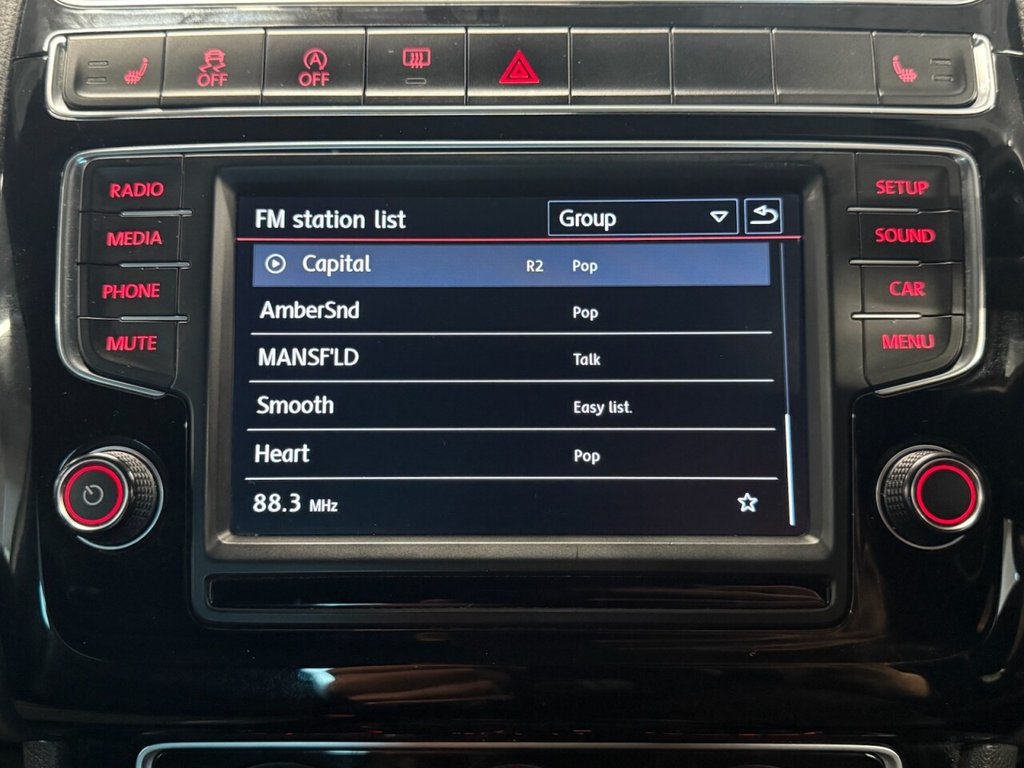 OFF OFF
RADIO
MEDIA
PHONE
MUTE
FM station list Group
Capital R2 Pop
AmberSnd Pop
MANSF'LD Talk
Smooth Easy list.
Heart Pop
88.3 MHz
SETUP
SOUND
CAR
MENU